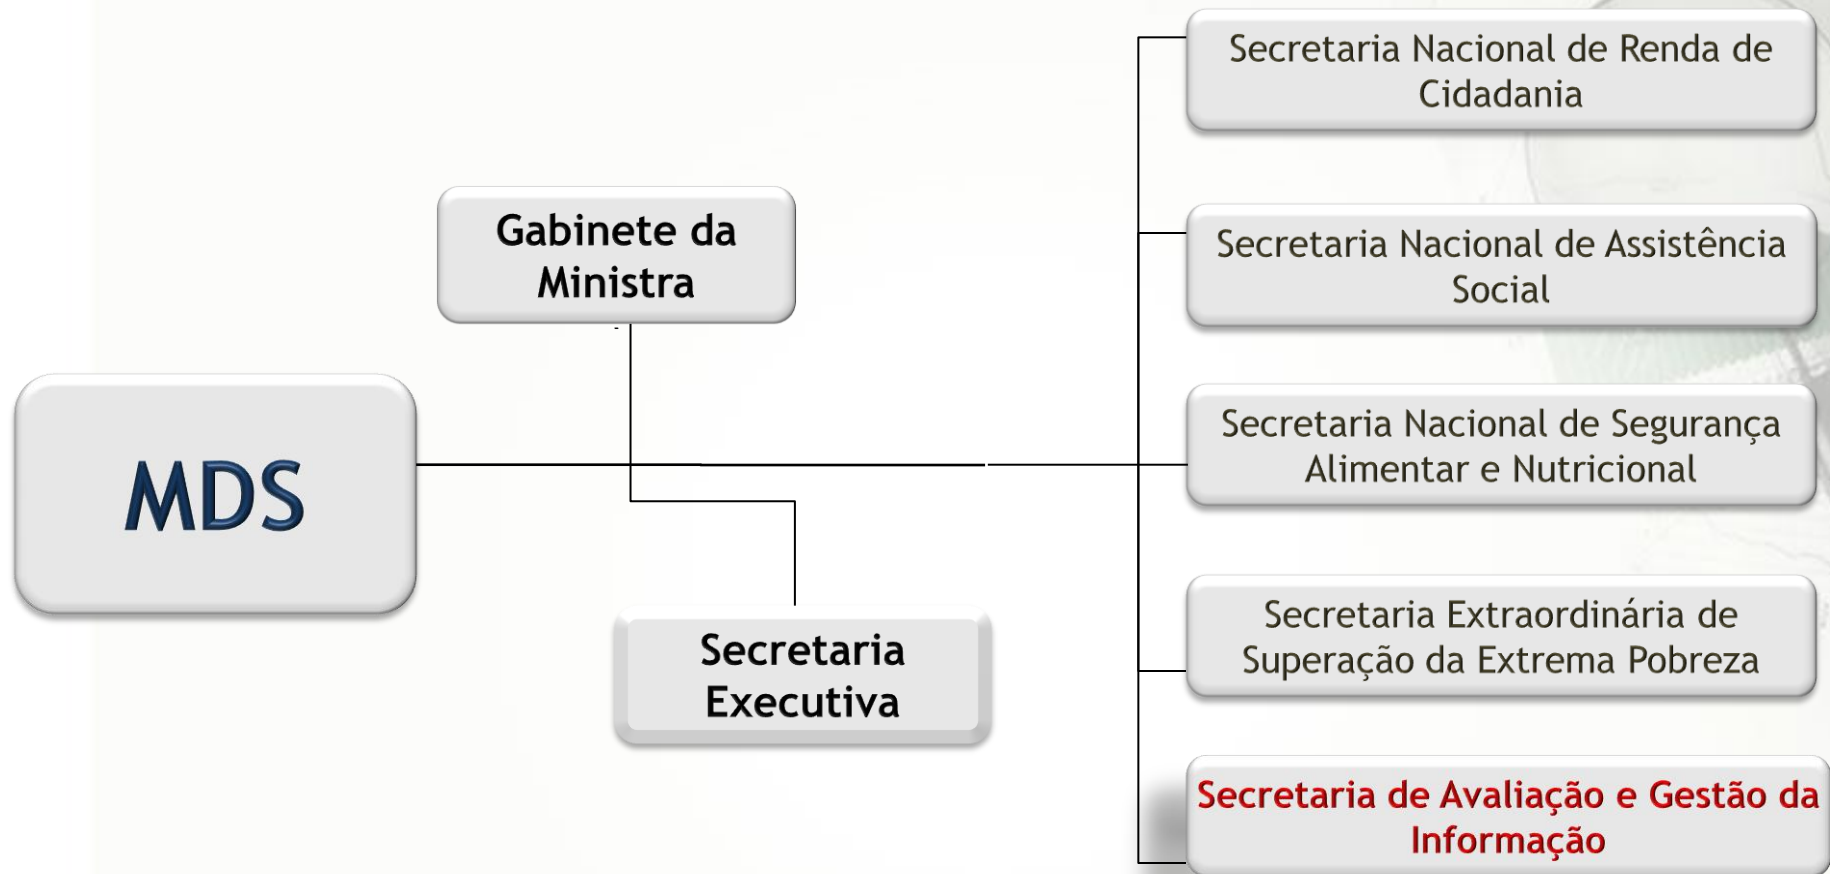 MDS
Gabinete da
Ministra
Secretaria
Executiva
Secretaria Nacional de Renda de
Cidadania
Secretaria Nacional de Assistência
Social
Secretaria Nacional de Segurança
Alimentar e Nutricional
Secretaria Extraordinária de
Superação da Extrema Pobreza
Secretaria de Avaliação e Gestão da
Informação